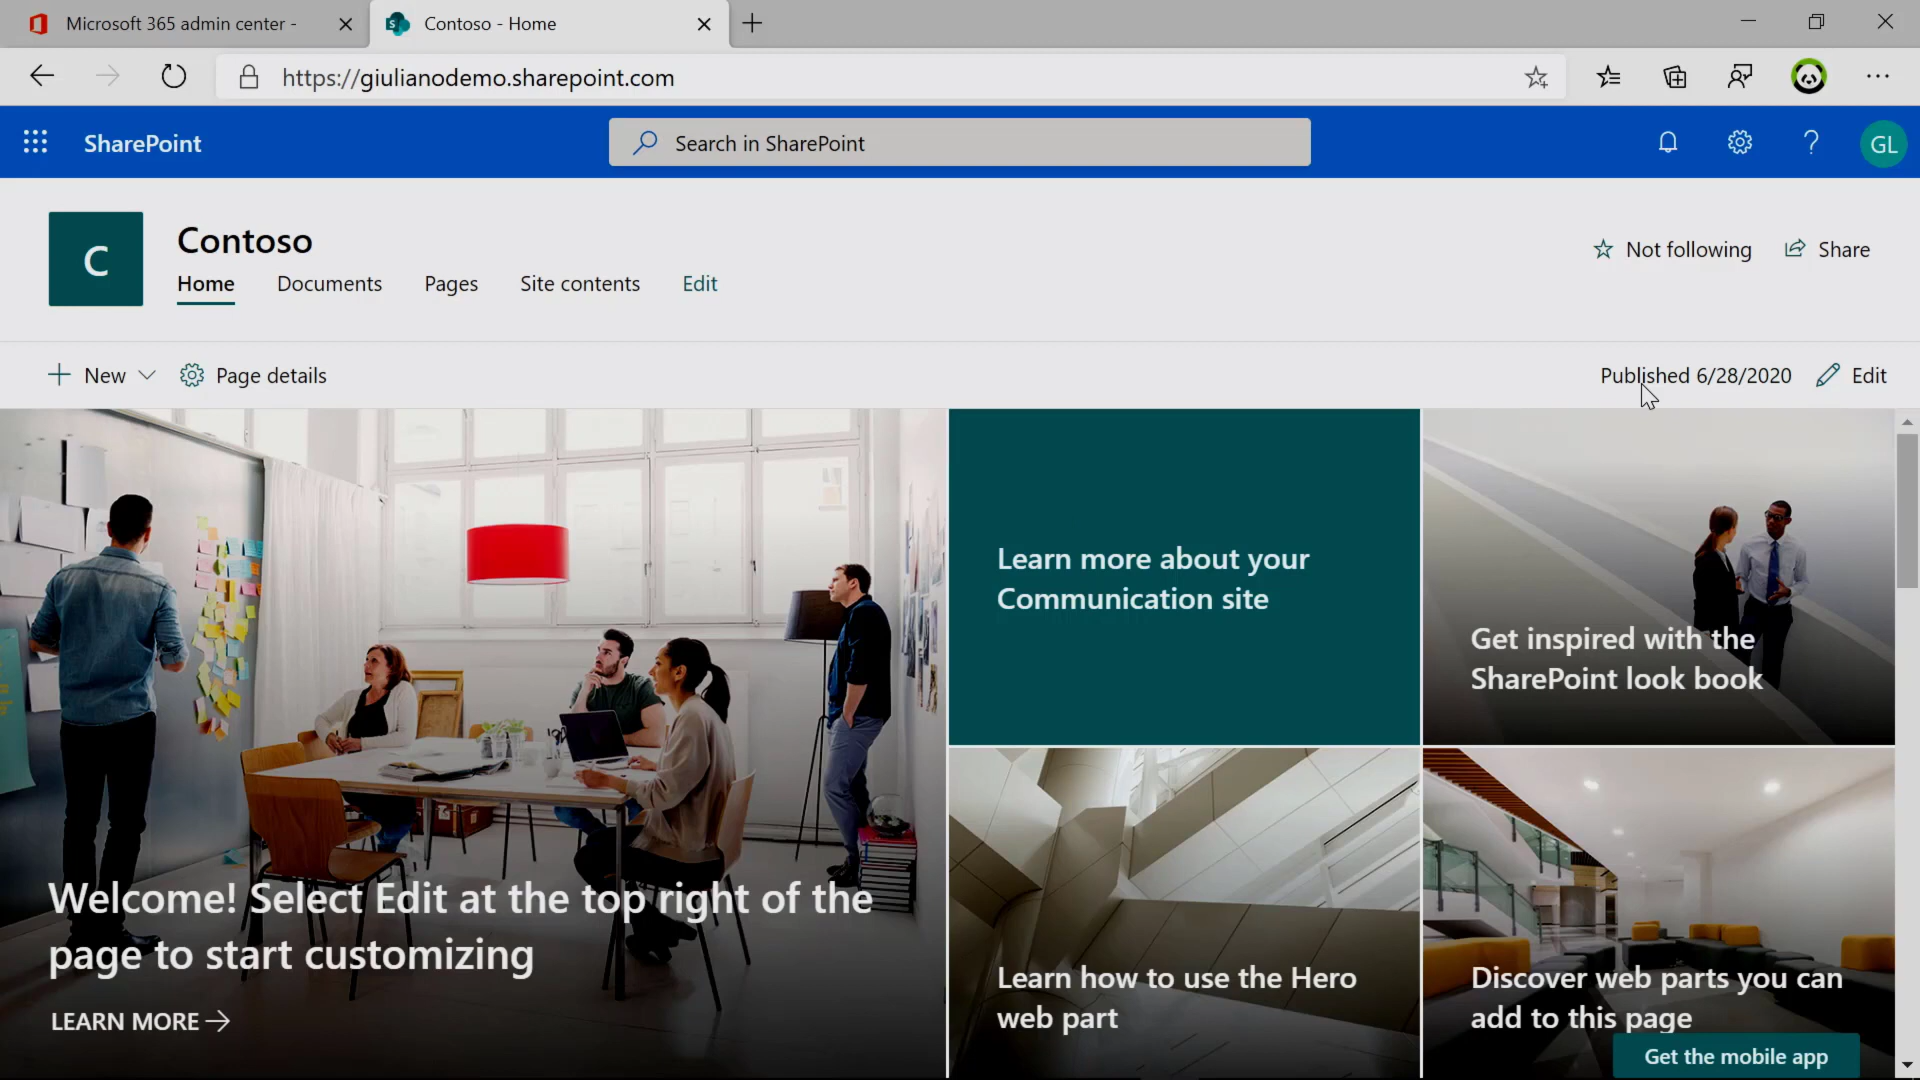 Microsoft 365 admin center -
Contoso - Home
https://giulianodemo.sharepoint.com
SharePoint
Search in SharePoint
GL
C
Contoso
Not following
Share
Home
Documents
Pages
Site contents
Edit
New
Page details
Published 6/28/2020
Edit
Learn more about your
Communication site
Get inspired with the
SharePoint look book
Welcome! Select Edit at the top right of the
page to start customizing
LEARN MORE
Learn how to use the Hero
web part
Discover web parts you can
add to this page
Get the mobile app